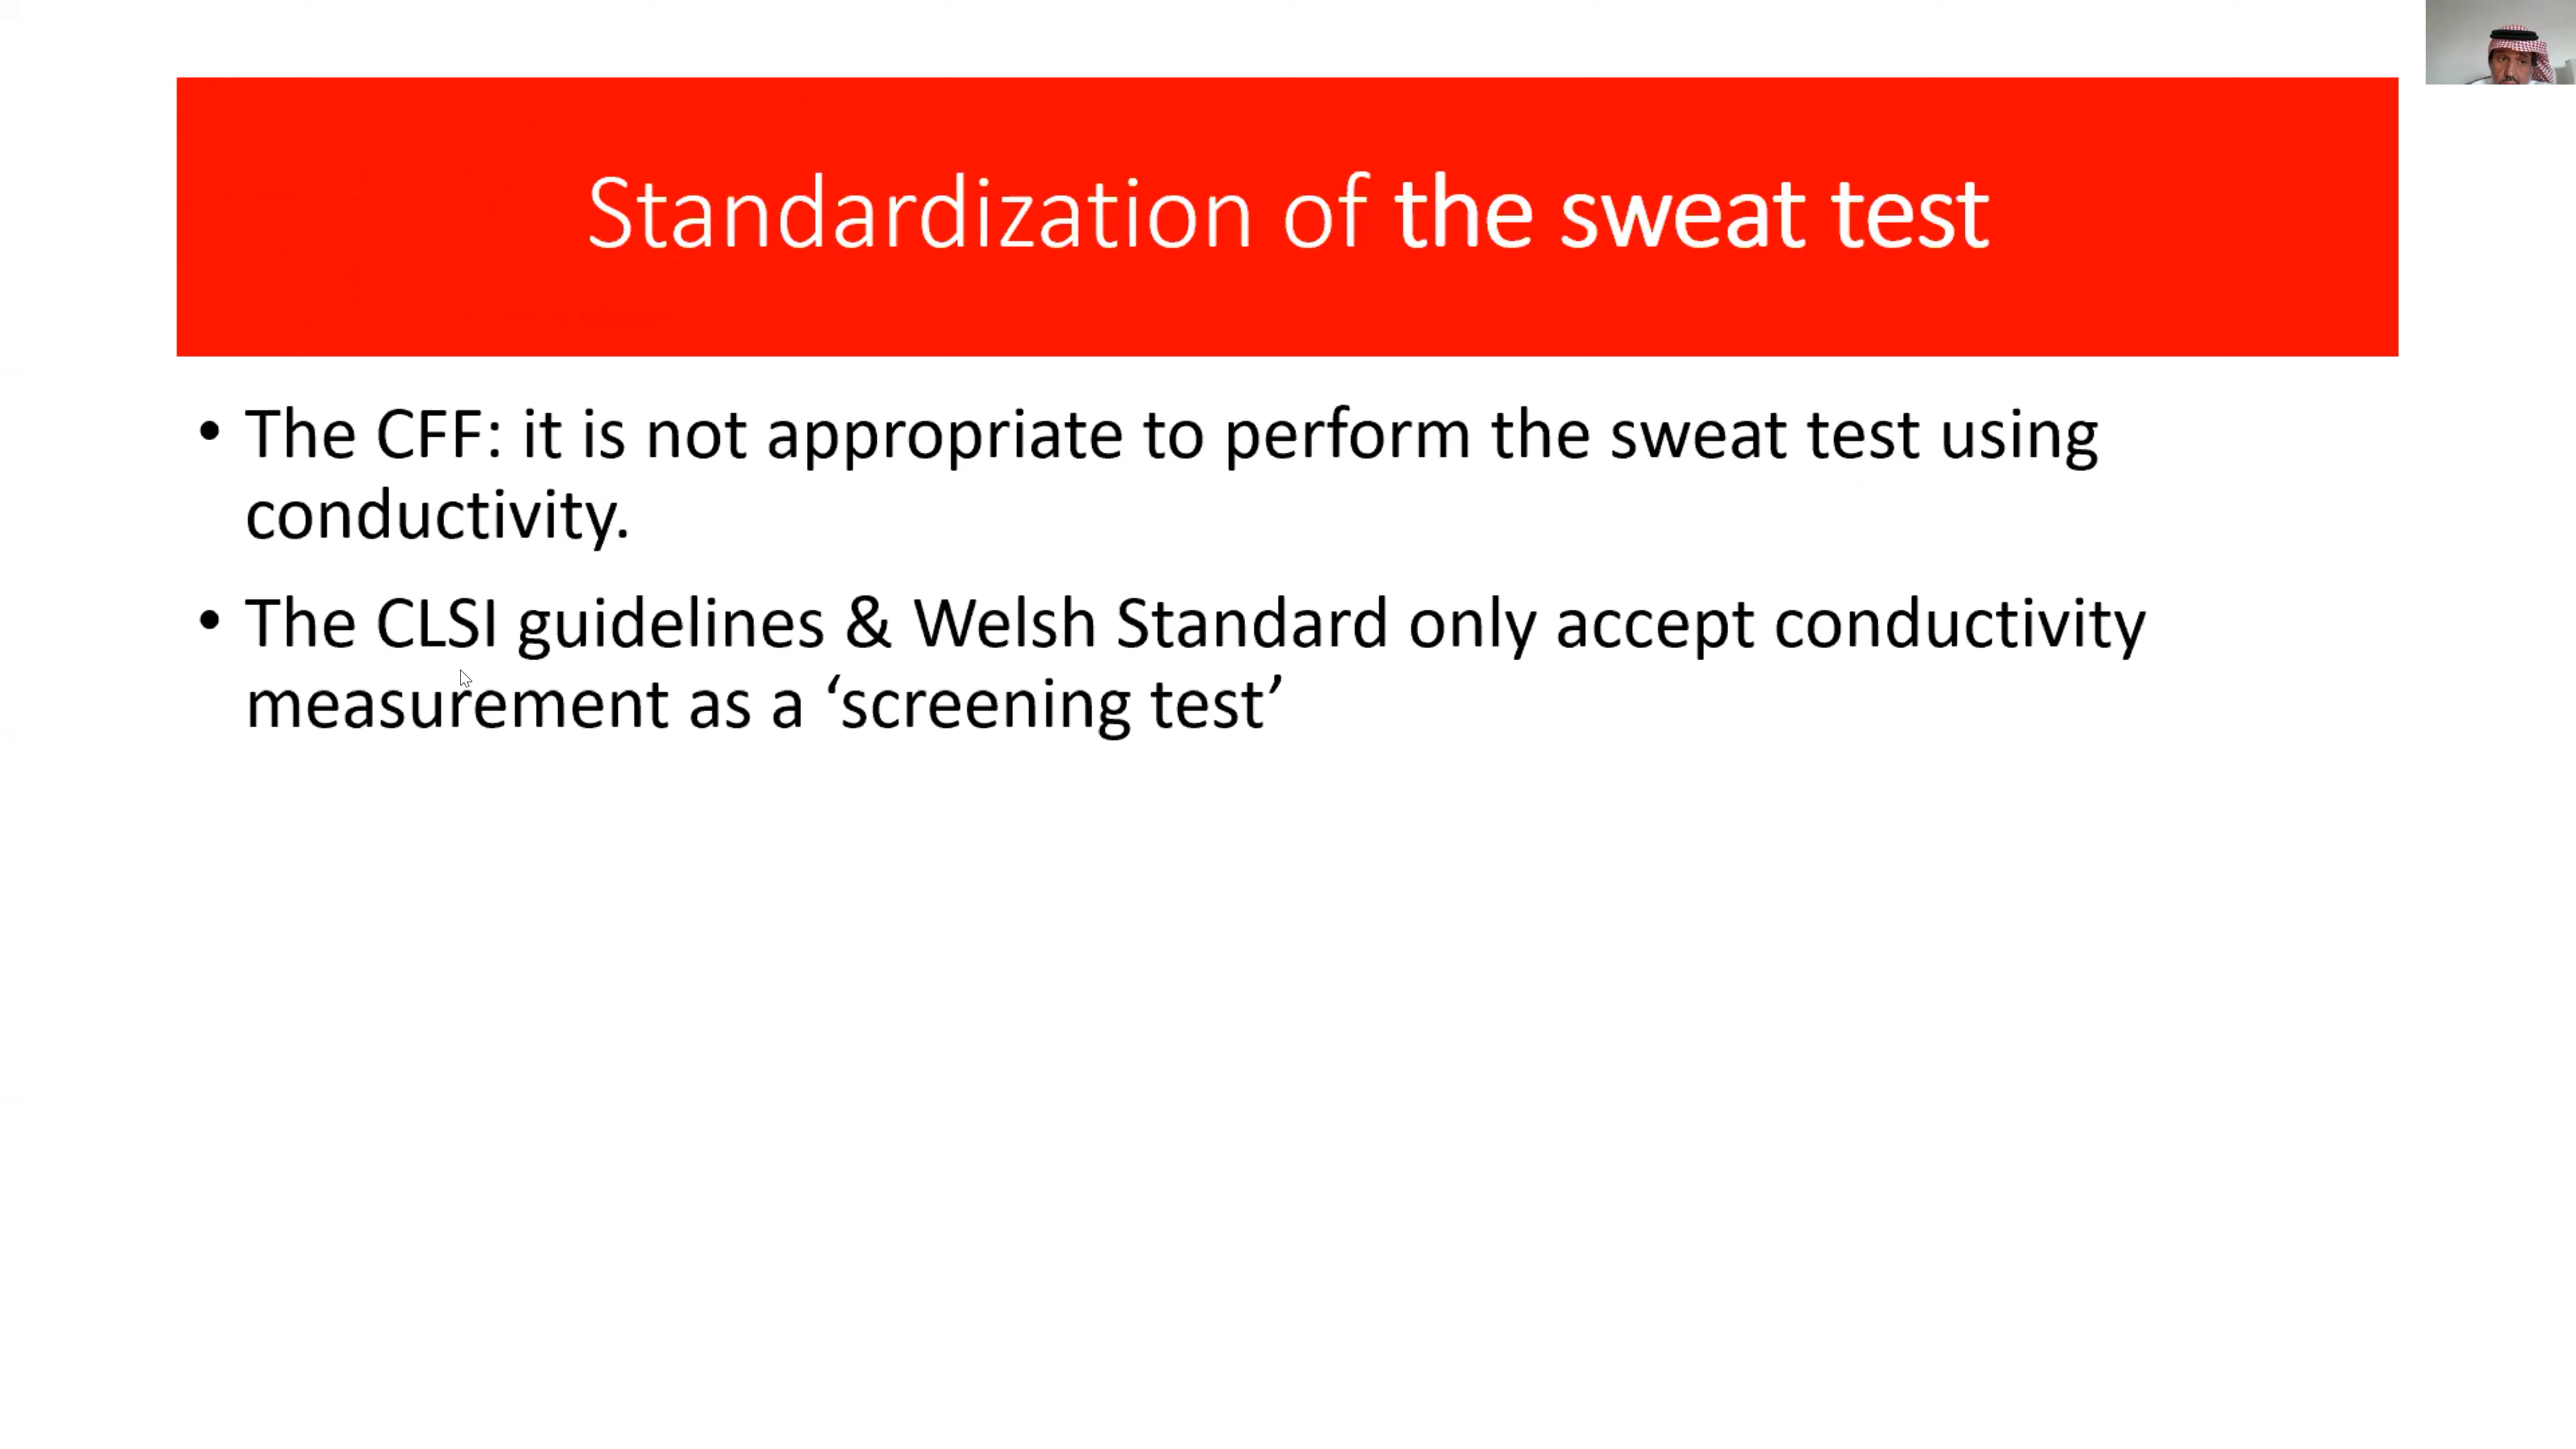 Standardization of the sweat test
• The CFF: it is not appropriate to perform the sweat test using
conductivity.
• The CLSI guidelines & Welsh Standard only accept conductivity
measurement as a ‘screening test’